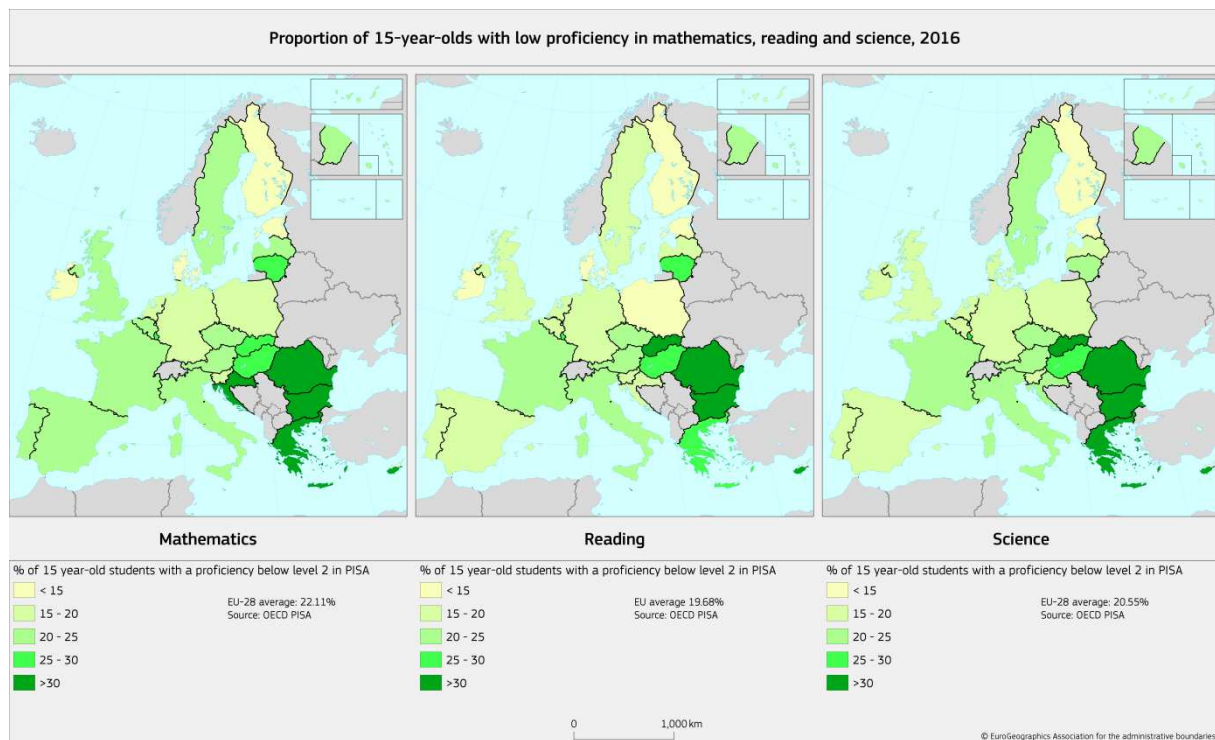 Proportion of 15-year-olds with low proficiency in mathematics, reading and science, 2016
Mathematics
% of 15 year-old students with a proficiency below level 2 in PISA
< 15
15 - 20
20 - 25
25 - 30
>30
EU-28 average: 22.11%
Source: OECD PISA
Reading
% of 15 year-old students with a proficiency below level 2 in PISA
< 15
15 - 20
20 - 25
25 - 30
>30
EU average 19.68%
Source: OECD PISA
Science
% of 15 year-old students with a proficiency below level 2 in PISA
< 15
15 - 20
20 - 25
25 - 30
>30
EU-28 average: 20.55%
Source: OECD PISA
0 1,000 km
© EuroGeographics Association for the administrative boundaries